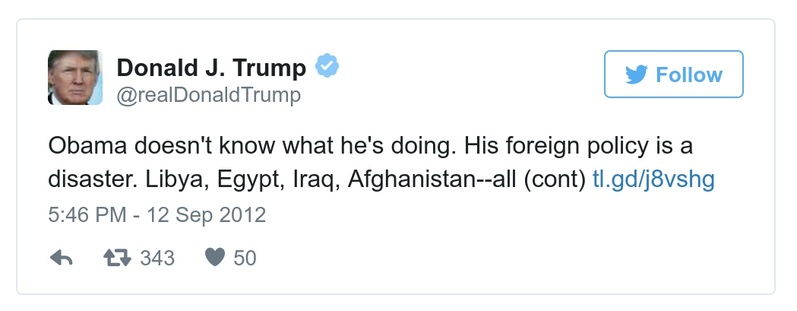 Donald J. Trump
@realDonaldTrump
Follow
Obama doesn't know what he's doing. His foreign policy is a
disaster. Libya, Egypt, Iraq, Afghanistan--all (cont) tl.gd/j8vshg
5:46 PM - 12 Sep 2012
343 50